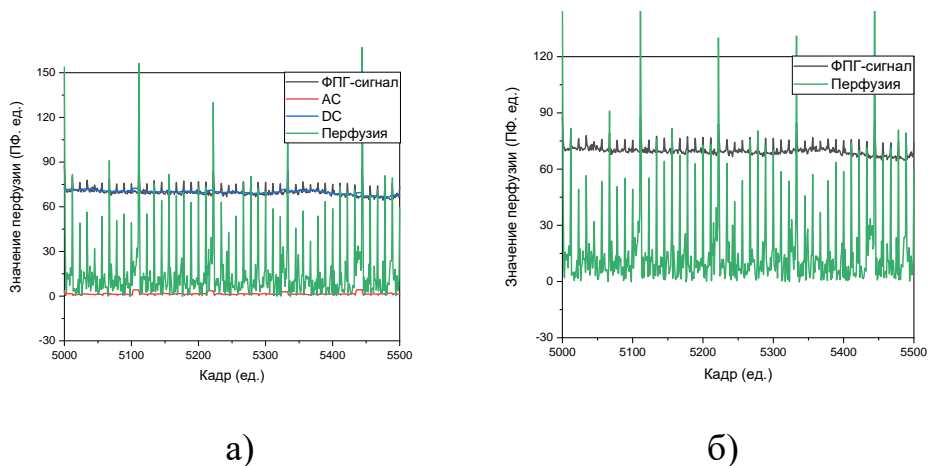 Значение перфузии (ПФ. ед.)
150
120
90
60
30
0
-30
ФПГ-сигнал
AC
DC
Перфузия
5000 5100 5200 5300 5400 5500
Кадр (ед.)
а)
Значение перфузии (ПФ. ед.)
120
90
60
30
0
-30
ФПГ-сигнал
Перфузия
5000 5100 5200 5300 5400 5500
Кадр (ед.)
б)